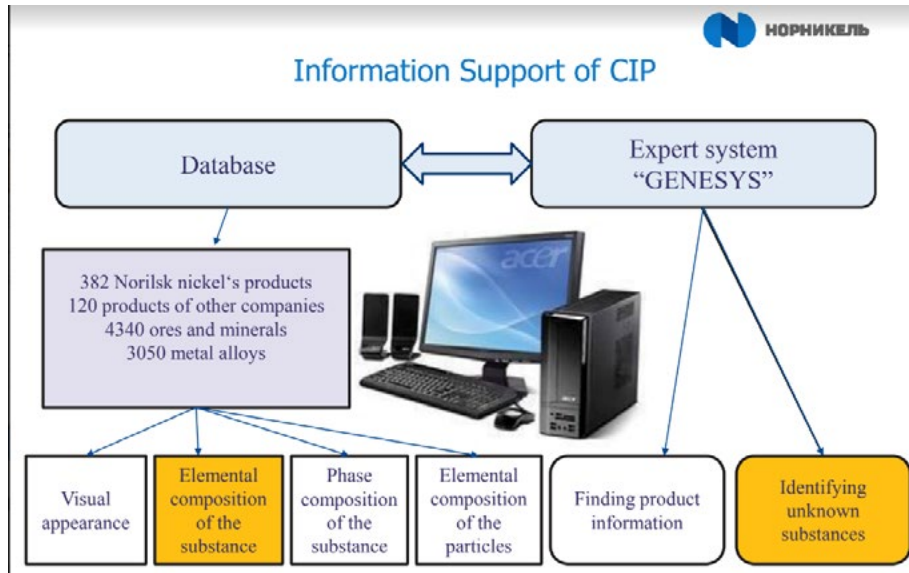 НОРНИКЕЛЬ
Information Support of CIP
Database
Expert system
“GENESYS”
382 Norilsk nickel‘s products
120 products of other companies
4340 ores and minerals
3050 metal alloys
acer
Visual
appearance
Elemental
composition
of the
substance
Phase
composition
of the
substance
Elemental
composition
of the
particles
Finding product
information
Identifying
unknown
substances